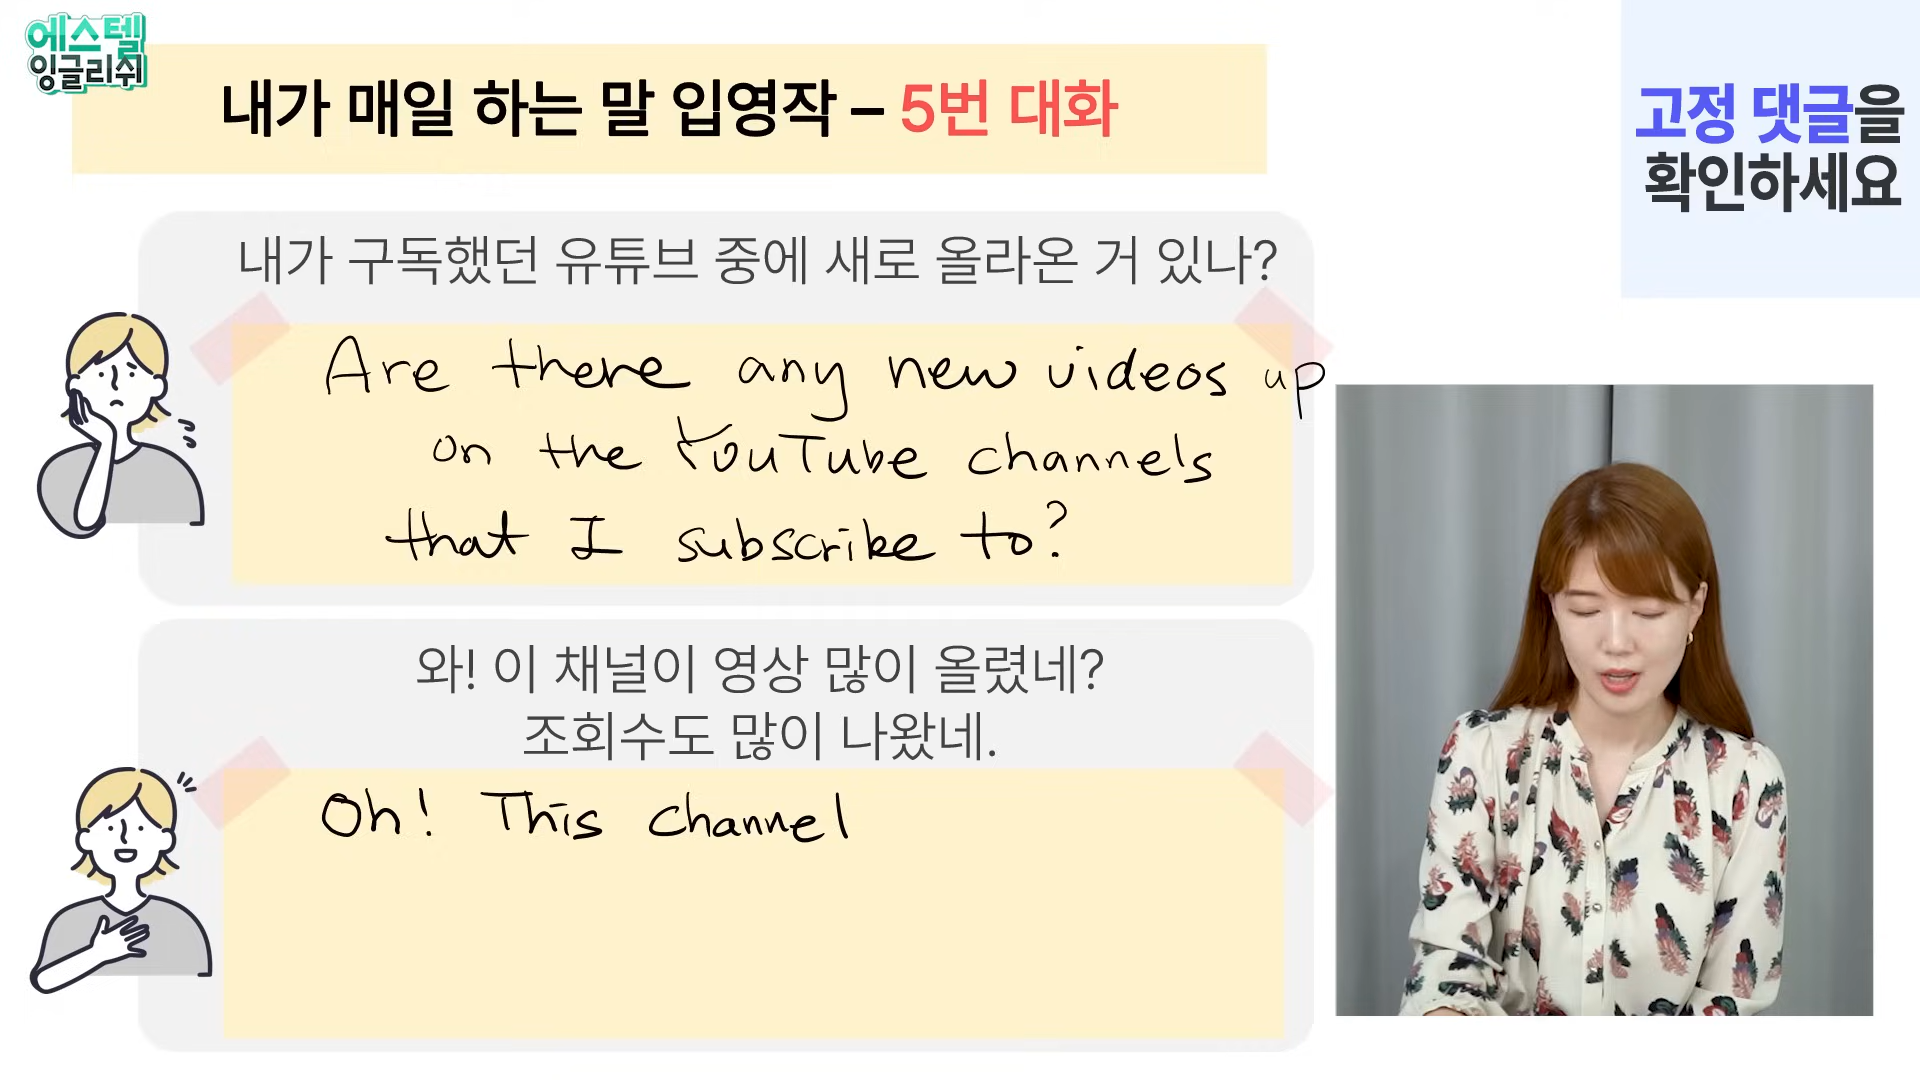 에스텔
잉글리쉬
내가 매일 하는 말 입영작 – 5번 대화
고정 댓글을
확인하세요
내가 구독했던 유튜브 중에 새로 올라온 거 있나?
Are there any new videos up
on the YouTube channels
that I subscribe to?
와! 이 채널이 영상 많이 올렸네?
조회수도 많이 나왔네.
Oh! This channel